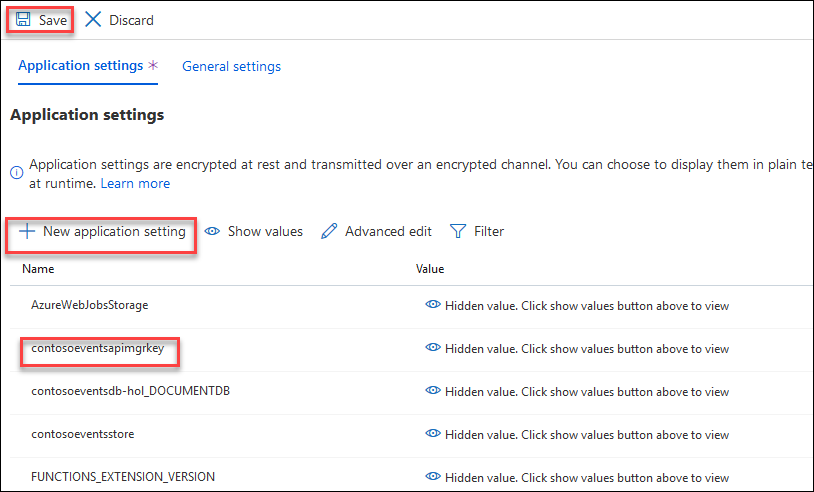 Save Discard
Application settings * General settings
Application settings
Application settings are encrypted at rest and transmitted over an encrypted channel. You can choose to display them in plain te
at runtime. Learn more
New application setting Show values Advanced edit Filter
Name Value
AzureWebJobsStorage Hidden value. Click show values button above to view
contosoeventsapimgrkey Hidden value. Click show values button above to view
contosoeventsdb-hol_DOCUMENTDB Hidden value. Click show values button above to view
contosoeventsstore Hidden value. Click show values button above to view
FUNCTIONS_EXTENSION_VERSION Hidden value. Click show values button above to view